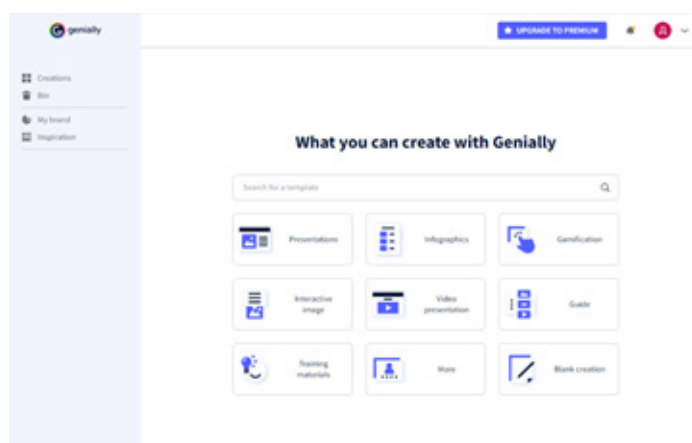 genially
UPGRADE TO PREMIUM
Creations
Bin
My brand
Inspiration
What you can create with Genially
Search for a template
Presentations
Infographics
Gamification
Interactive
image
Video
presentation
Guide
Training
materials
More
Blank creation